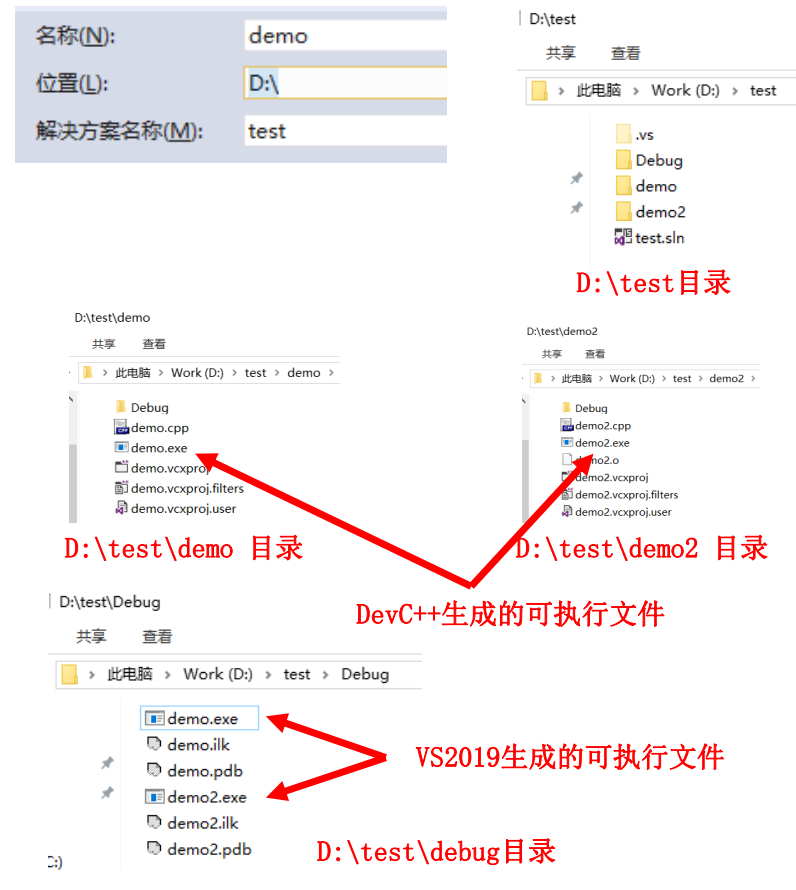 名称(N):
demo
位置(L):
D:\
解决方案名称(M):
test
D:\test
共享 查看
> 此电脑 > Work (D:) > test
.vs
Debug
demo
demo2
test.sln
D:\test目录
D:\test\demo
共享 查看
> 此电脑 > Work (D:) > test > demo >
Debug
demo.cpp
demo.exe
demo.vcxproj
demo.vcxproj.filters
demo.vcxproj.user
D:\test\demo 目录
D:\test\demo2
共享 查看
> 此电脑 > Work (D:) > test > demo2 >
Debug
demo2.cpp
demo2.exe
demo2.o
demo2.vcxproj
demo2.vcxproj.filters
demo2.vcxproj.user
D:\test\demo2 目录
DevC++生成的可执行文件
D:\test\Debug
共享 查看
> 此电脑 > Work (D:) > test > Debug
demo.exe
demo.ilk
demo.pdb
demo2.exe
demo2.ilk
demo2.pdb
C:)
VS2019生成的可执行文件
D:\test\debug目录